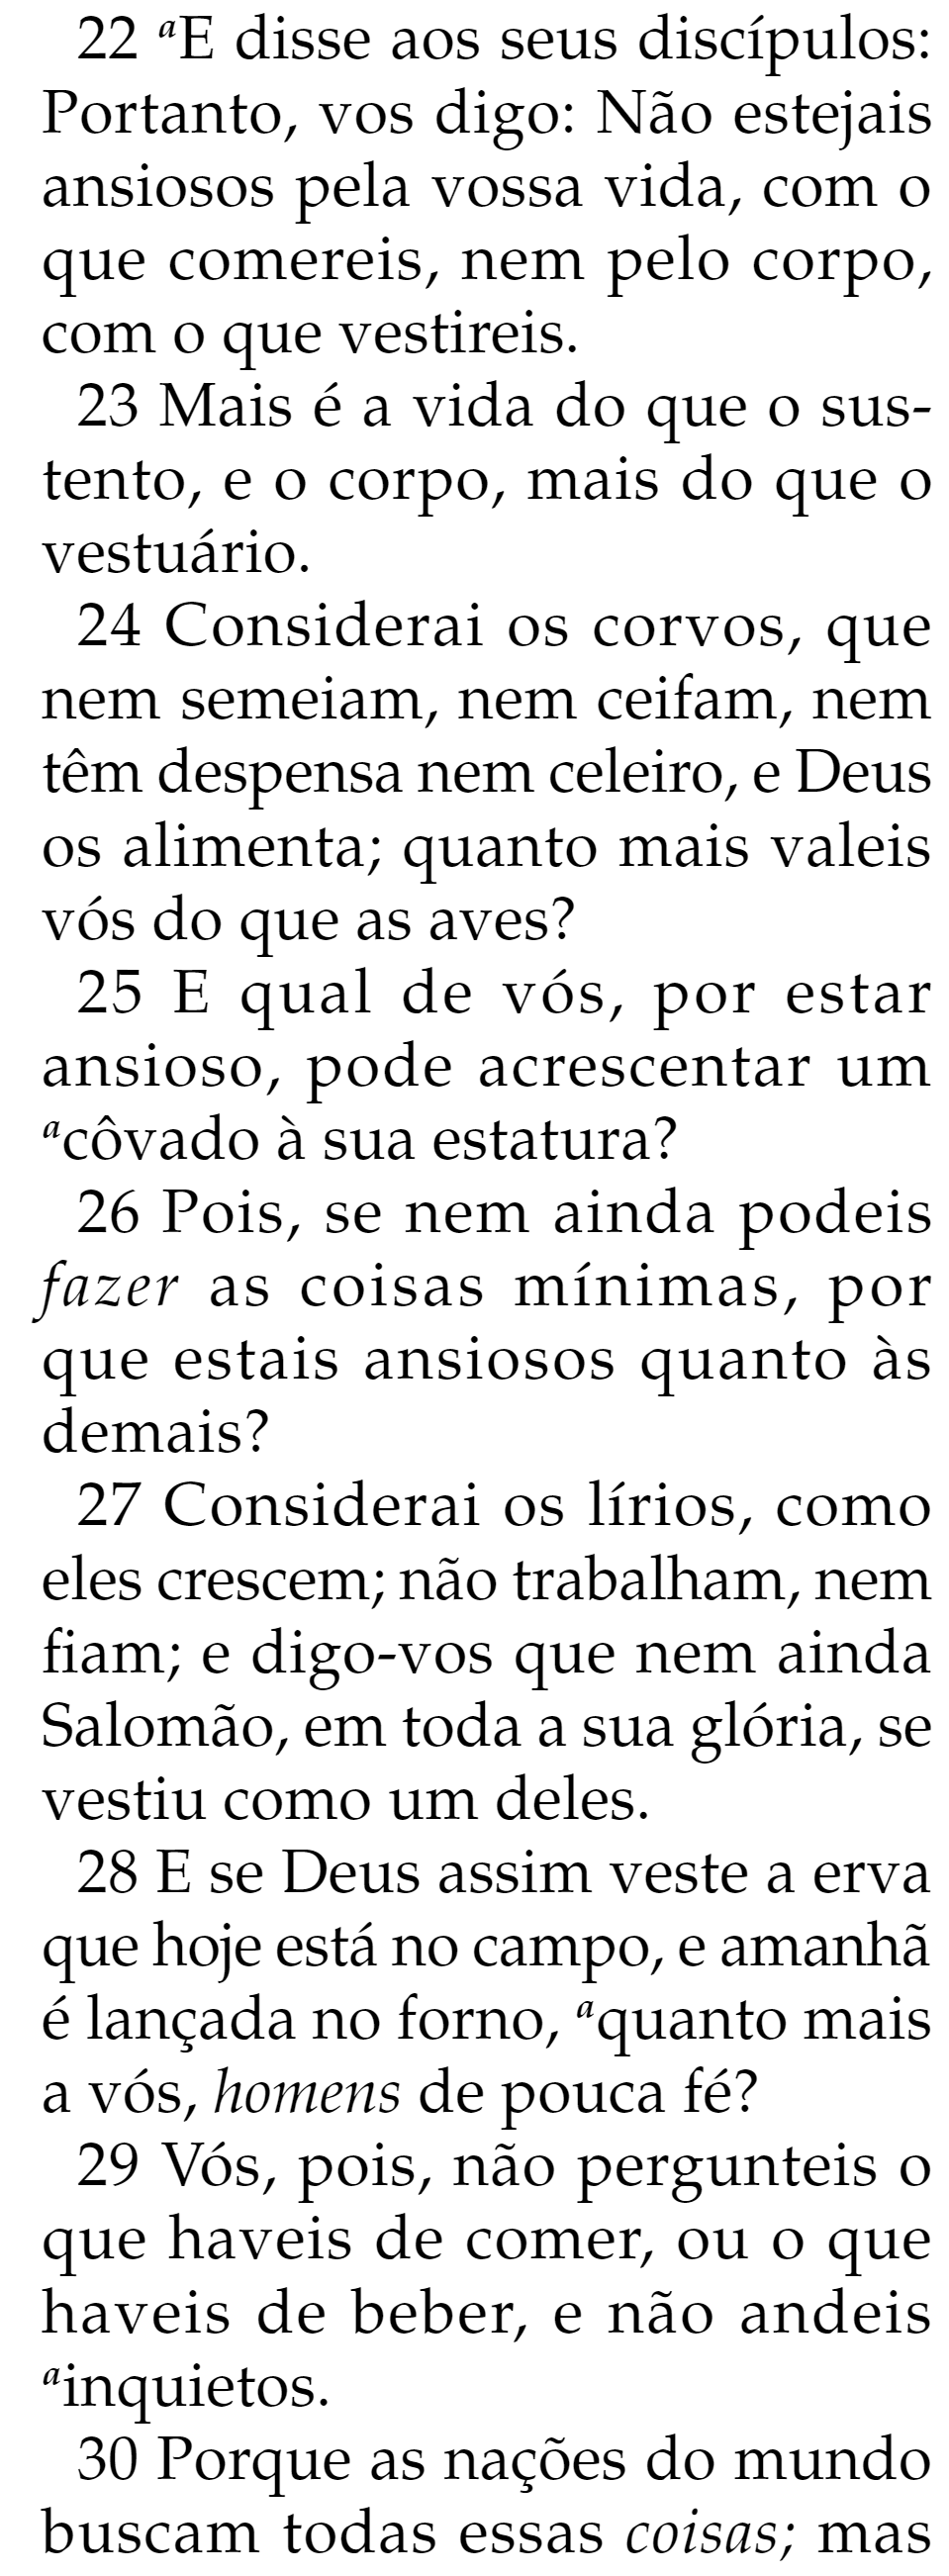 22 ᵃE disse aos seus discípulos:
Portanto, vos digo: Não estejais
ansiosos pela vossa vida, com o
que comereis, nem pelo corpo,
com o que vestireis.
23 Mais é a vida do que o sus-
tento, e o corpo, mais do que o
vestuário.
24 Considerai os corvos, que
nem semeiam, nem ceifam, nem
têm despensa nem celeiro, e Deus
os alimenta; quanto mais valeis
vós do que as aves?
25 E qual de vós, por estar
ansioso, pode acrescentar um
ᵃcôvado à sua estatura?
26 Pois, se nem ainda podeis
fazer as coisas mínimas, por
que estais ansiosos quanto às
demais?
27 Considerai os lírios, como
eles crescem; não trabalham, nem
fiam; e digo-vos que nem ainda
Salomão, em toda a sua glória, se
vestiu como um deles.
28 E se Deus assim veste a erva
que hoje está no campo, e amanhã
é lançada no forno, ᵃquanto mais
a vós, homens de pouca fé?
29 Vós, pois, não pergunteis o
que haveis de comer, ou o que
haveis de beber, e não andeis
ᵃinquietos.
30 Porque as nações do mundo
buscam todas essas coisas; mas